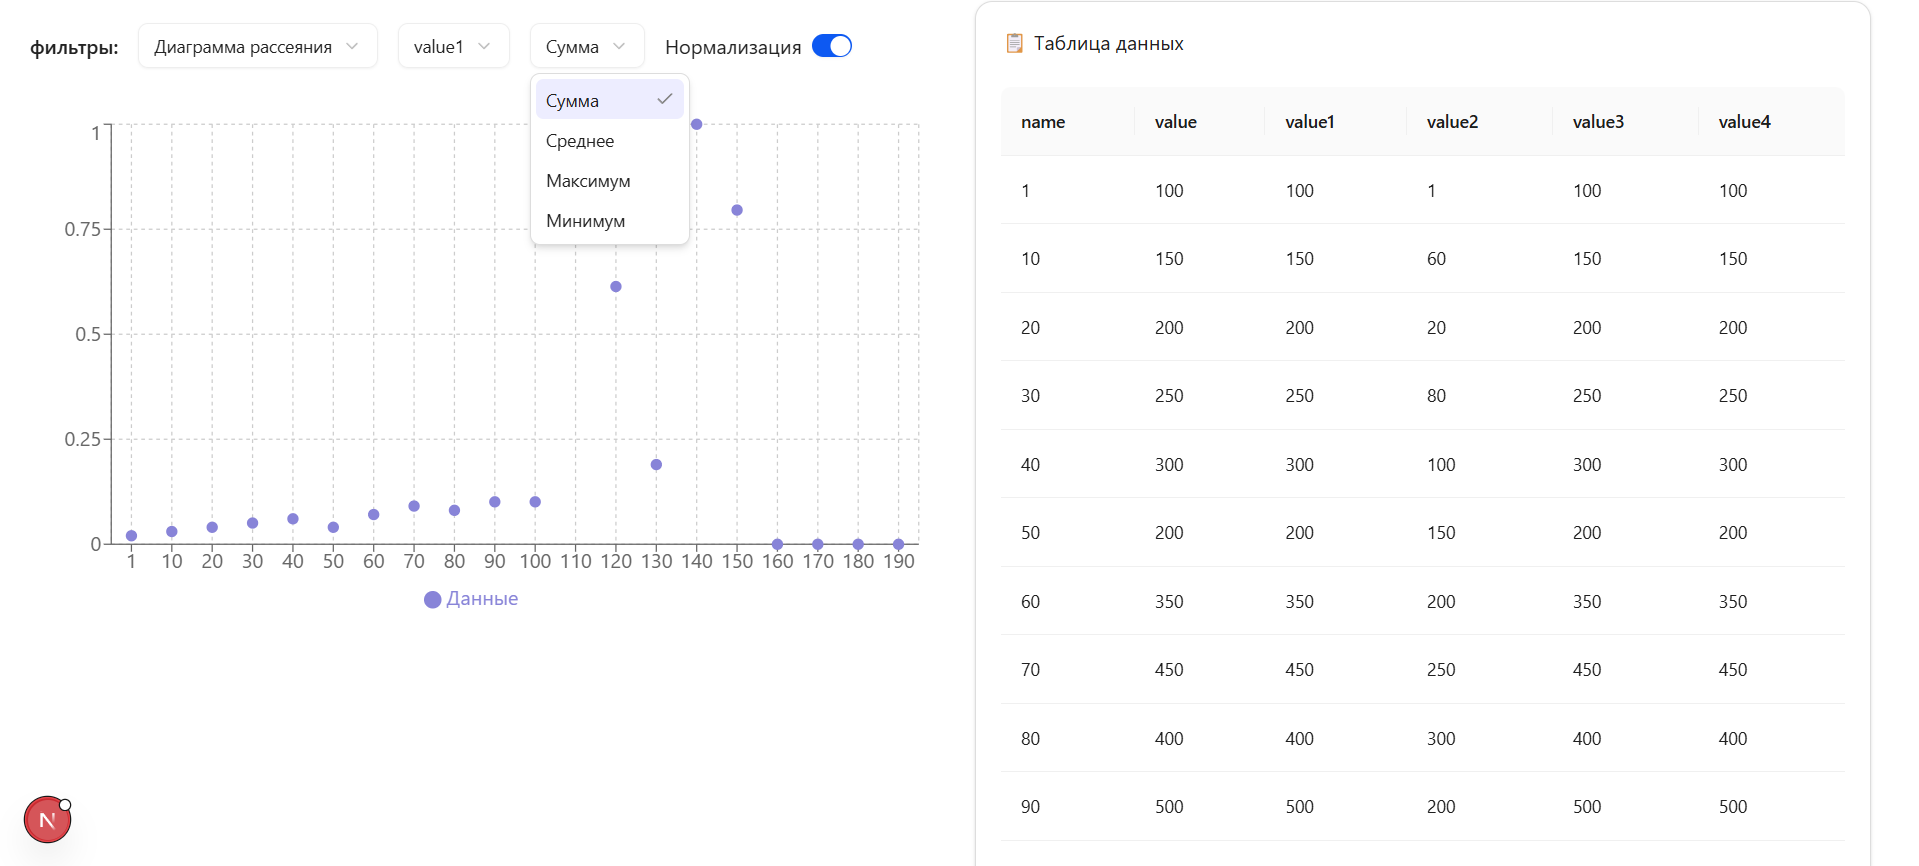 фильтры: Диаграмма рассеяния value1 Сумма Нормализация
Сумма
Среднее
Максимум
Минимум
1
0.75
0.5
0.25
0
1 10 20 30 40 50 60 70 80 90 100 110 120 130 140 150 160 170 180 190
Данные
N
Таблица данных
name value value1 value2 value3 value4
1 100 100 1 100 100
10 150 150 60 150 150
20 200 200 20 200 200
30 250 250 80 250 250
40 300 300 100 300 300
50 200 200 150 200 200
60 350 350 200 350 350
70 450 450 250 450 450
80 400 400 300 400 400
90 500 500 200 500 500